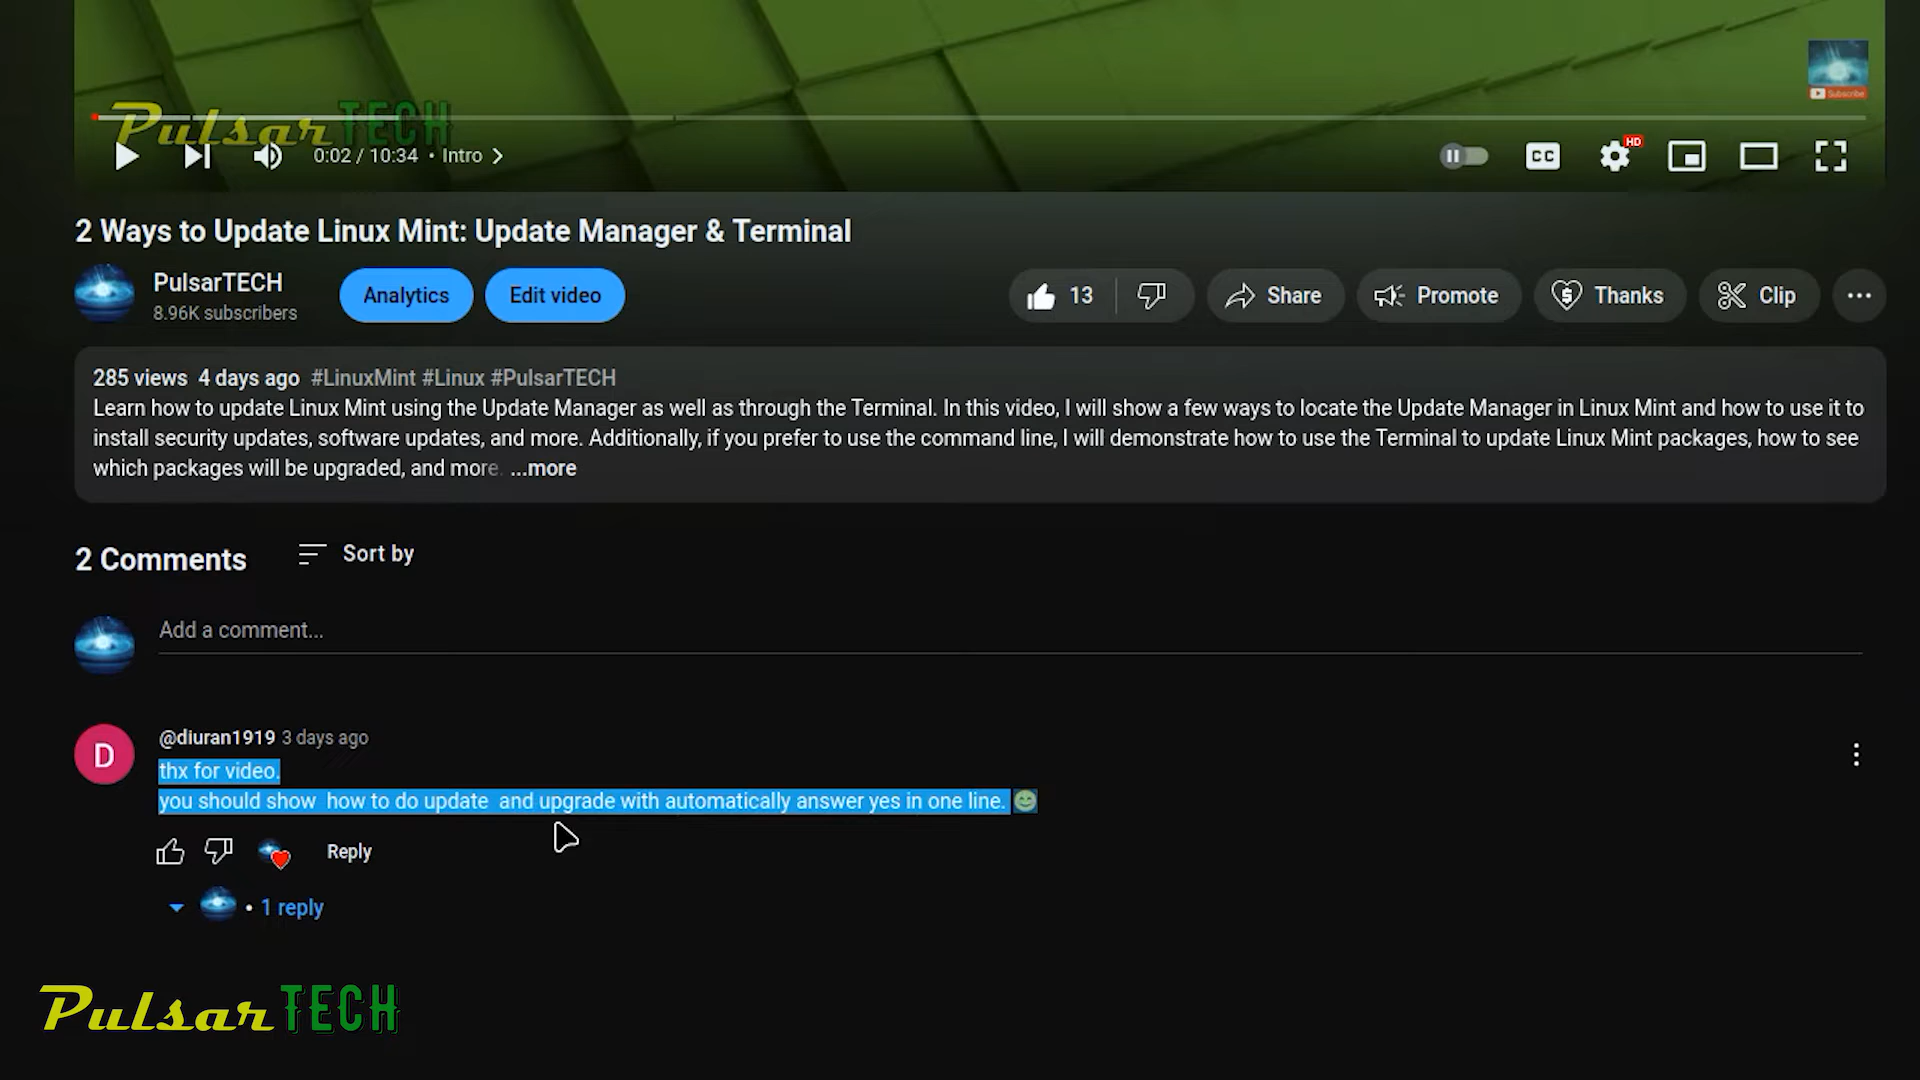 Subscribe
PulsarTECH
0:02 / 10:34 • Intro
CC
HD
2 Ways to Update Linux Mint: Update Manager & Terminal
PulsarTECH
8.96K subscribers
Analytics
Edit video
13
Share
Promote
Thanks
Clip
285 views 4 days ago #LinuxMint #Linux #PulsarTECH
Learn how to update Linux Mint using the Update Manager as well as through the Terminal. In this video, I will show a few ways to locate the Update Manager in Linux Mint and how to use it to
install security updates, software updates, and more. Additionally, if you prefer to use the command line, I will demonstrate how to use the Terminal to update Linux Mint packages, how to see
which packages will be upgraded, and more. ...more
2 Comments
Sort by
Add a comment...
D
@diuran1919 3 days ago
thx for video.
you should show how to do update and upgrade with automatically answer yes in one line. 😊
Reply
• 1 reply
PulsarTECH